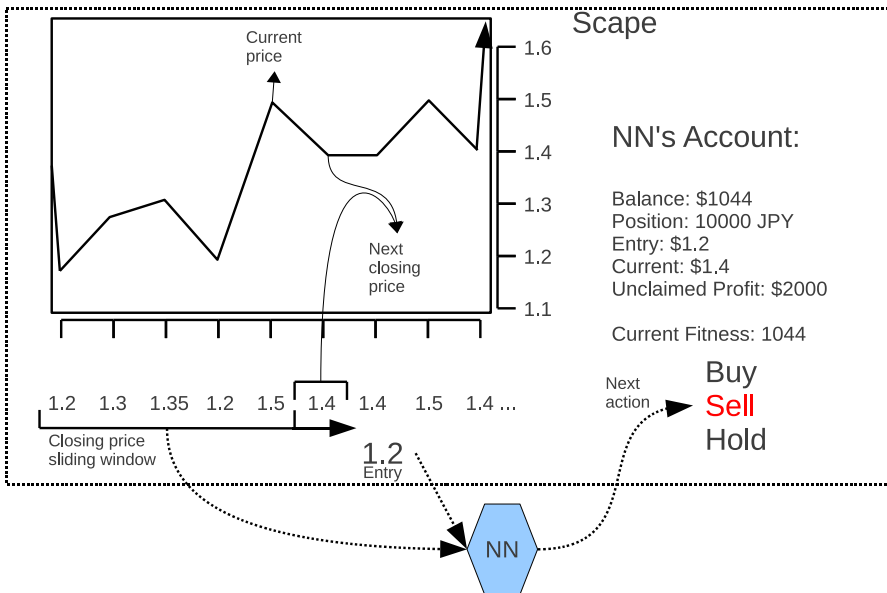 Scape
Current
price
1.6
1.5
1.4
1.3
1.2
1.1
Next
closing
price
NN's Account:
Balance: $1044
Position: 10000 JPY
Entry: $1.2
Current: $1.4
Unclaimed Profit: $2000
Current Fitness: 1044
1.2 1.3 1.35 1.2 1.5 1.4 1.4 1.5 1.4 ...
Closing price
sliding window
1.2
Entry
Next
action
Buy
Sell
Hold
NN